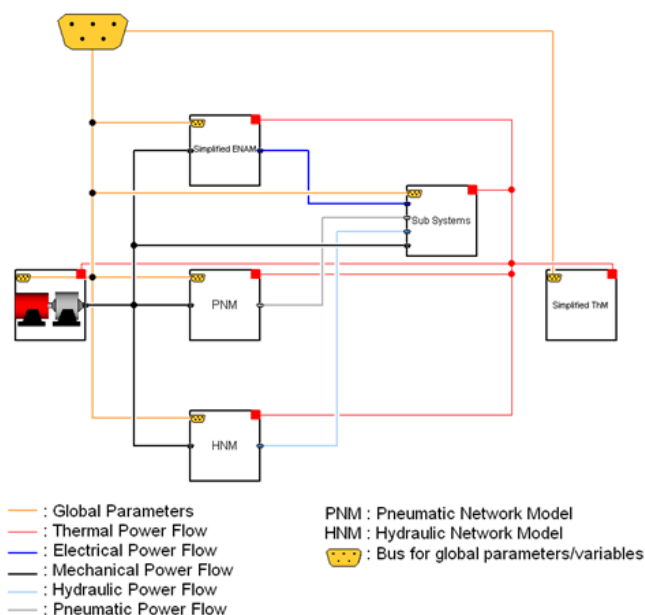 Simplified ENAM
Sub Systems
PNM
Simplified ThM
HNM
: Global Parameters
: Thermal Power Flow
: Electrical Power Flow
: Mechanical Power Flow
: Hydraulic Power Flow
: Pneumatic Power Flow
PNM : Pneumatic Network Model
HNM : Hydraulic Network Model
: Bus for global parameters/variables